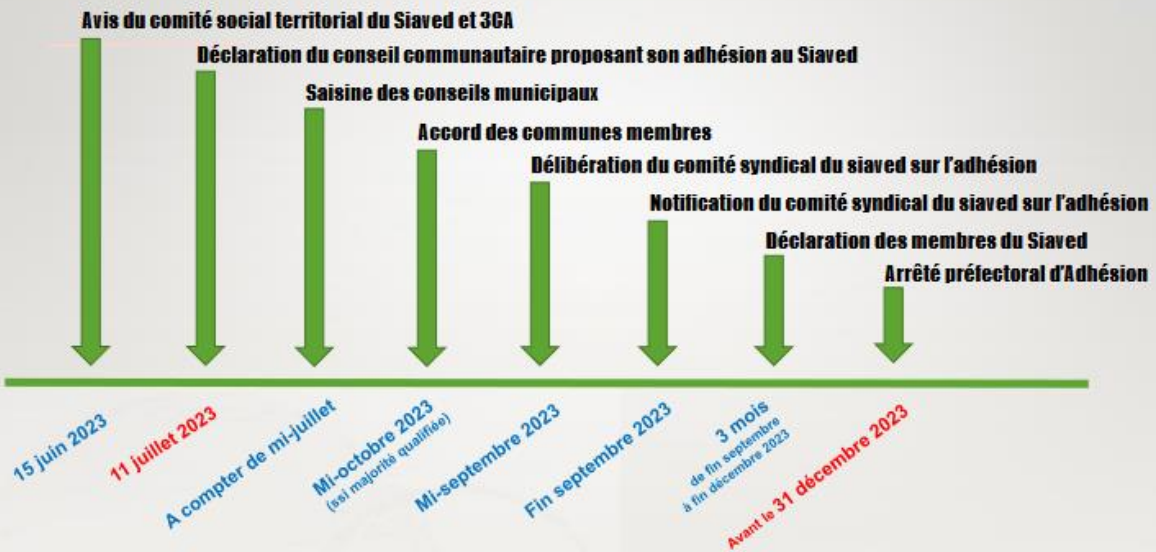 Avis du comité social territorial du Siaved et 3CA
Déclaration du conseil communautaire proposant son adhésion au Siaved
Saisine des conseils municipaux
Accord des communes membres
Délibération du comité syndical du siaved sur l'adhésion
Notification du comité syndical du siaved sur l'adhésion
Déclaration des membres du Siaved
Arrêté préfectoral d'Adhésion
15 juin 2023
11 juillet 2023
A compter de mi-juillet
Mi-octobre 2023
(ssi majorité qualifiée)
Mi-septembre 2023
Fin septembre 2023
3 mois
de fin septembre
à fin décembre 2023
Avant le 31 décembre 2023